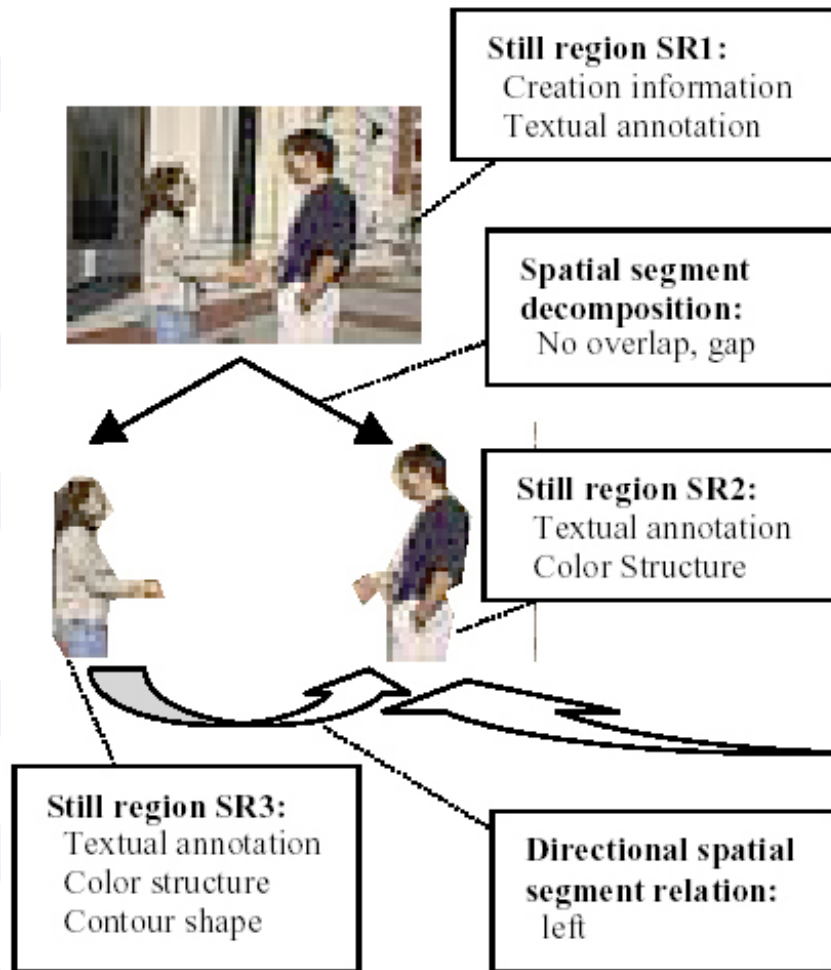 Still region SR1:
Creation information
Textual annotation
Spatial segment
decomposition:
No overlap, gap
Still region SR2:
Textual annotation
Color Structure
Still region SR3:
Textual annotation
Color structure
Contour shape
Directional spatial
segment relation:
left